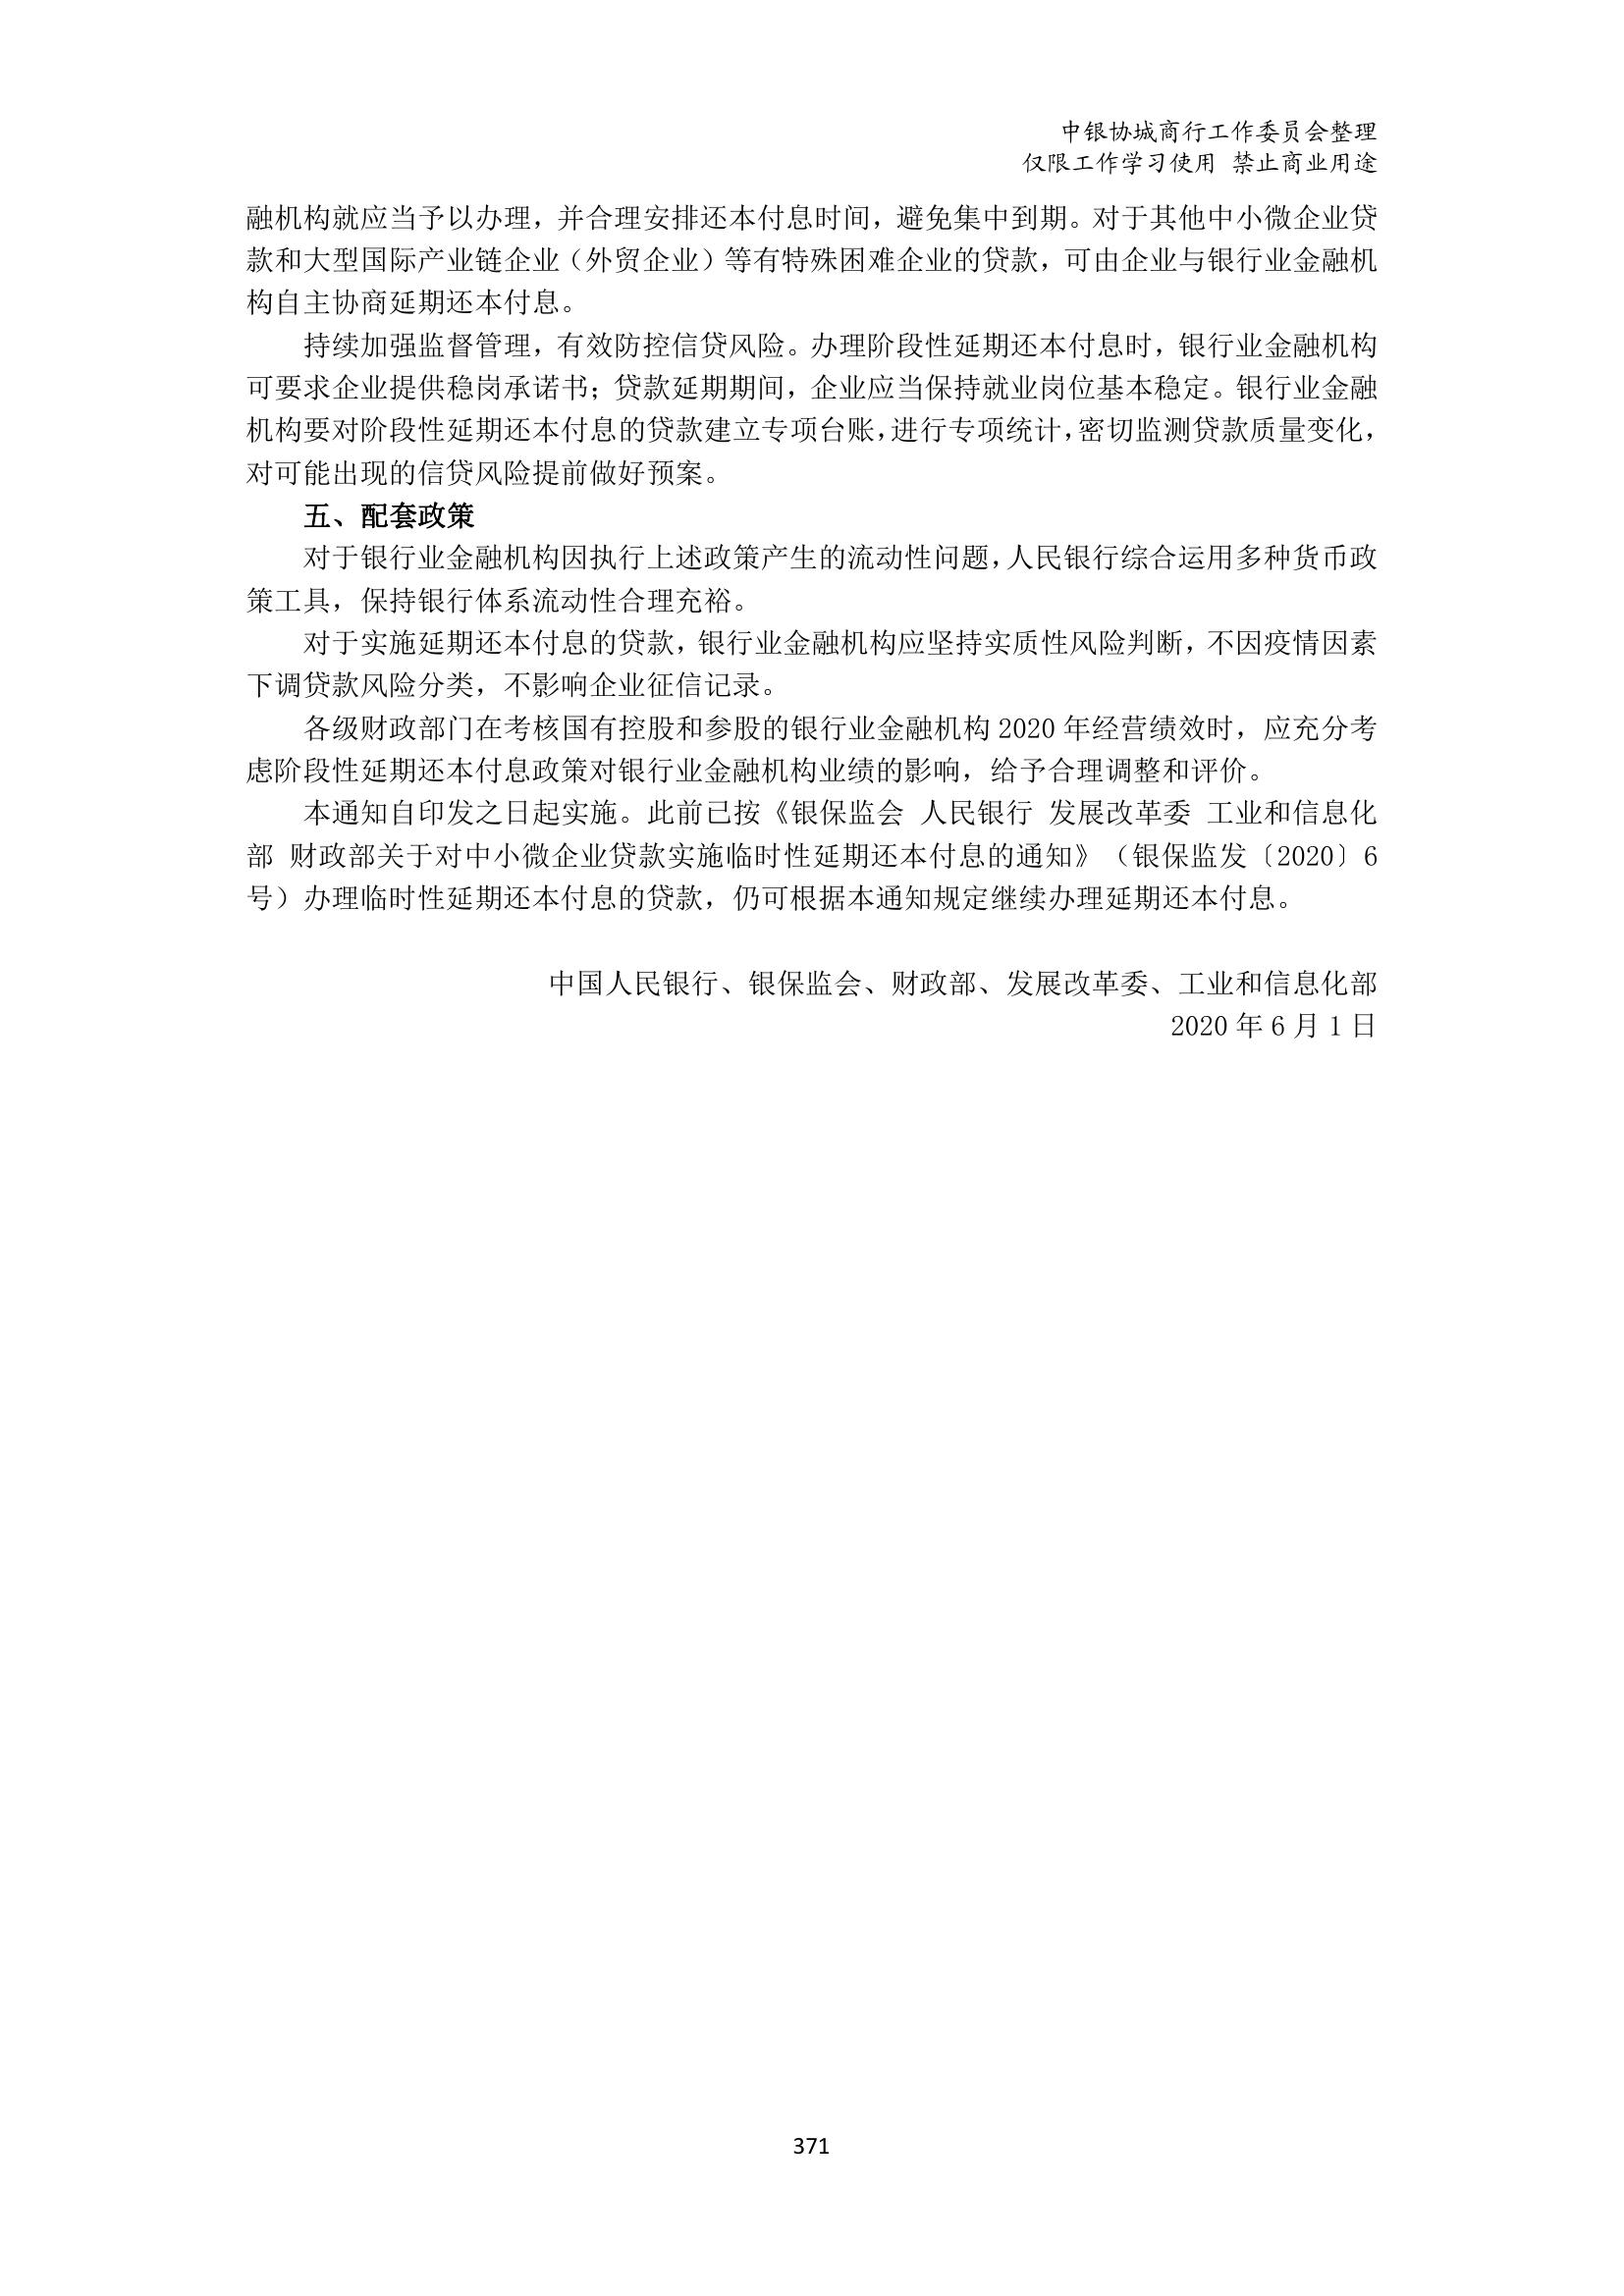 中银协城商行工作委员会整理
仅限工作学习使用 禁止商业用途
融机构就应当予以办理，并合理安排还本付息时间，避免集中到期。对于其他中小微企业贷
款和大型国际产业链企业（外贸企业）等有特殊困难企业的贷款，可由企业与银行业金融机
构自主协商延期还本付息。
持续加强监督管理，有效防控信贷风险。办理阶段性延期还本付息时，银行业金融机构
可要求企业提供稳岗承诺书；贷款延期期间，企业应当保持就业岗位基本稳定。银行业金融
机构要对阶段性延期还本付息的贷款建立专项台账，进行专项统计，密切监测贷款质量变化，
对可能出现的信贷风险提前做好预案。
五、配套政策
对于银行业金融机构因执行上述政策产生的流动性问题，人民银行综合运用多种货币政
策工具，保持银行体系流动性合理充裕。
对于实施延期还本付息的贷款，银行业金融机构应坚持实质性风险判断，不因疫情因素
下调贷款风险分类，不影响企业征信记录。
各级财政部门在考核国有控股和参股的银行业金融机构 2020 年经营绩效时，应充分考
虑阶段性延期还本付息政策对银行业金融机构业绩的影响，给予合理调整和评价。
本通知自印发之日起实施。此前已按《银保监会 人民银行 发展改革委 工业和信息化
部 财政部关于对中小微企业贷款实施临时性延期还本付息的通知》（银保监发〔2020〕6
号）办理临时性延期还本付息的贷款，仍可根据本通知规定继续办理延期还本付息。
中国人民银行、银保监会、财政部、发展改革委、工业和信息化部
2020 年 6 月 1 日
371